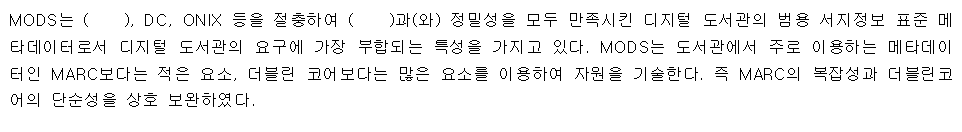 MODS는 (    ), DC, ONIX 등을 절충하여 (    )과(와) 정밀성을 모두 만족시킨 디지털 도서관의 범용 서지정보 표준 메
타데이터로서 디지털 도서관의 요구에 가장 부합되는 특성을 가지고 있다. MODS는 도서관에서 주로 이용하는 메타데이
터인 MARC보다는 적은 요소, 더블린 코어보다는 많은 요소를 이용하여 자원을 기술한다. 즉 MARC의 복잡성과 더블린코
어의 단순성을 상호 보완하였다.